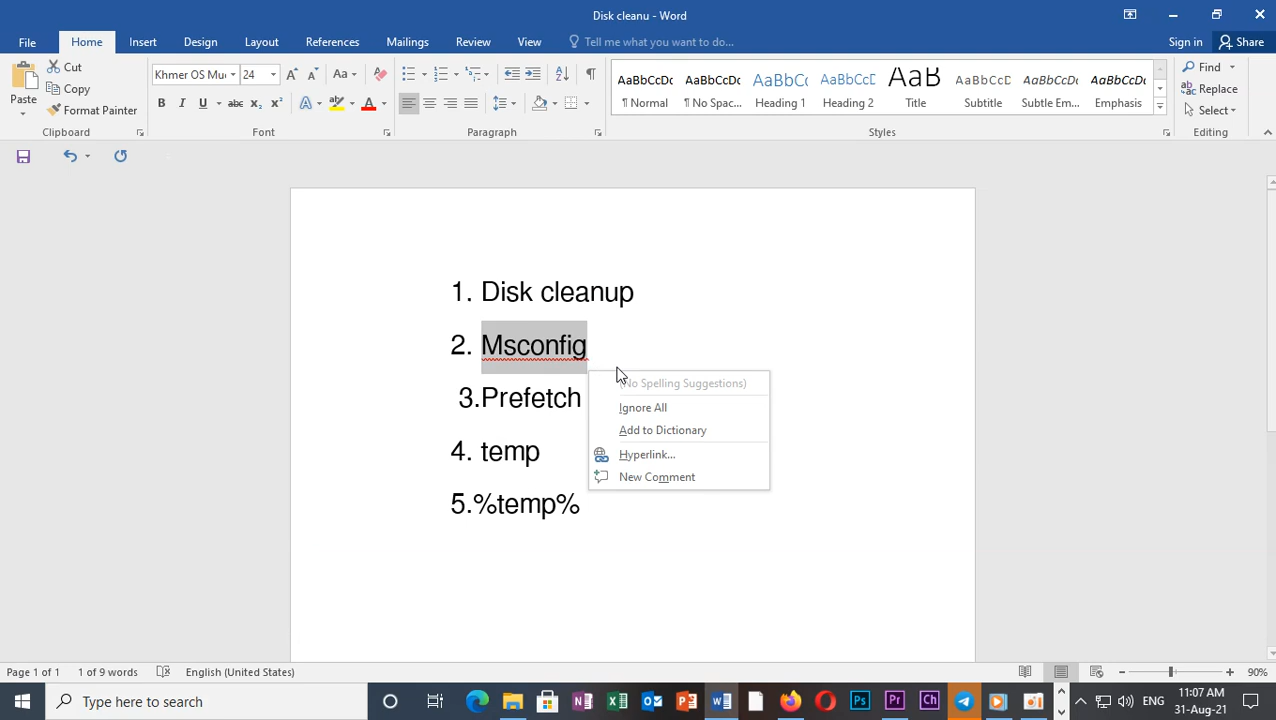 Disk cleanu - Word
File Home Insert Design Layout References Mailings Review View Tell me what you want to do... Sign in Share
Paste
Cut
Copy
Format Painter
Clipboard
Khmer OS Mu 24
Font
Paragraph
AaBbCcDc AaBbCcDc AaBbC AaBbCcC AaB AaBbCcD AaBbCcDc AaBbCcDc
¶ Normal ¶ No Spac... Heading 1 Heading 2 Title Subtitle Subtle Em... Emphasis
Styles
Find
Replace
Select
Editing
1. Disk cleanup
2. Msconfig
3.Prefetch
4. temp
5.%temp%
(No Spelling Suggestions)
Ignore All
Add to Dictionary
Hyperlink...
New Comment
Page 1 of 1 1 of 9 words English (United States) 90%
Type here to search
ENG
11:07 AM
31-Aug-21